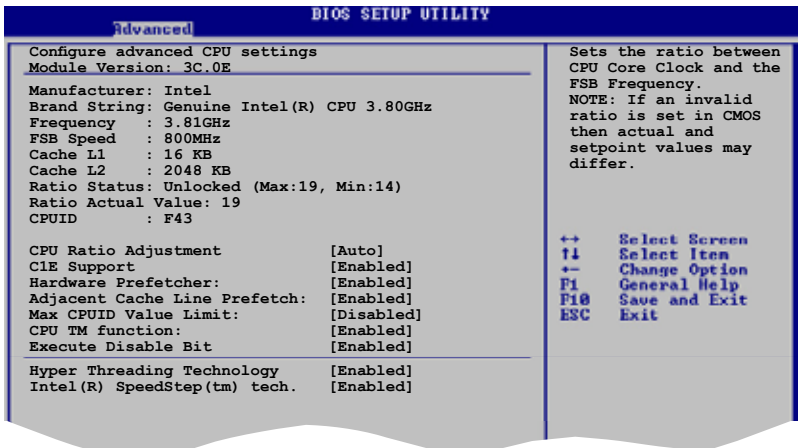 BIOS SETUP UTILITY
Advanced
Configure advanced CPU settings
Module Version: 3C.0E
Manufacturer: Intel
Brand String: Genuine Intel(R) CPU 3.80GHz
Frequency : 3.81GHz
FSB Speed : 800MHz
Cache L1 : 16 KB
Cache L2 : 2048 KB
Ratio Status: Unlocked (Max:19, Min:14)
Ratio Actual Value: 19
CPUID : F43
CPU Ratio Adjustment [Auto]
C1E Support [Enabled]
Hardware Prefetcher: [Enabled]
Adjacent Cache Line Prefetch: [Enabled]
Max CPUID Value Limit: [Disabled]
CPU TM function: [Enabled]
Execute Disable Bit [Enabled]
Hyper Threading Technology [Enabled]
Intel(R) SpeedStep(tm) tech. [Enabled]
Sets the ratio between
CPU Core Clock and the
FSB Frequency.
NOTE: If an invalid
ratio is set in CMOS
then actual and
setpoint values may
differ.
↔ Select Screen
↑↓ Select Item
+- Change Option
F1 General Help
F10 Save and Exit
ESC Exit